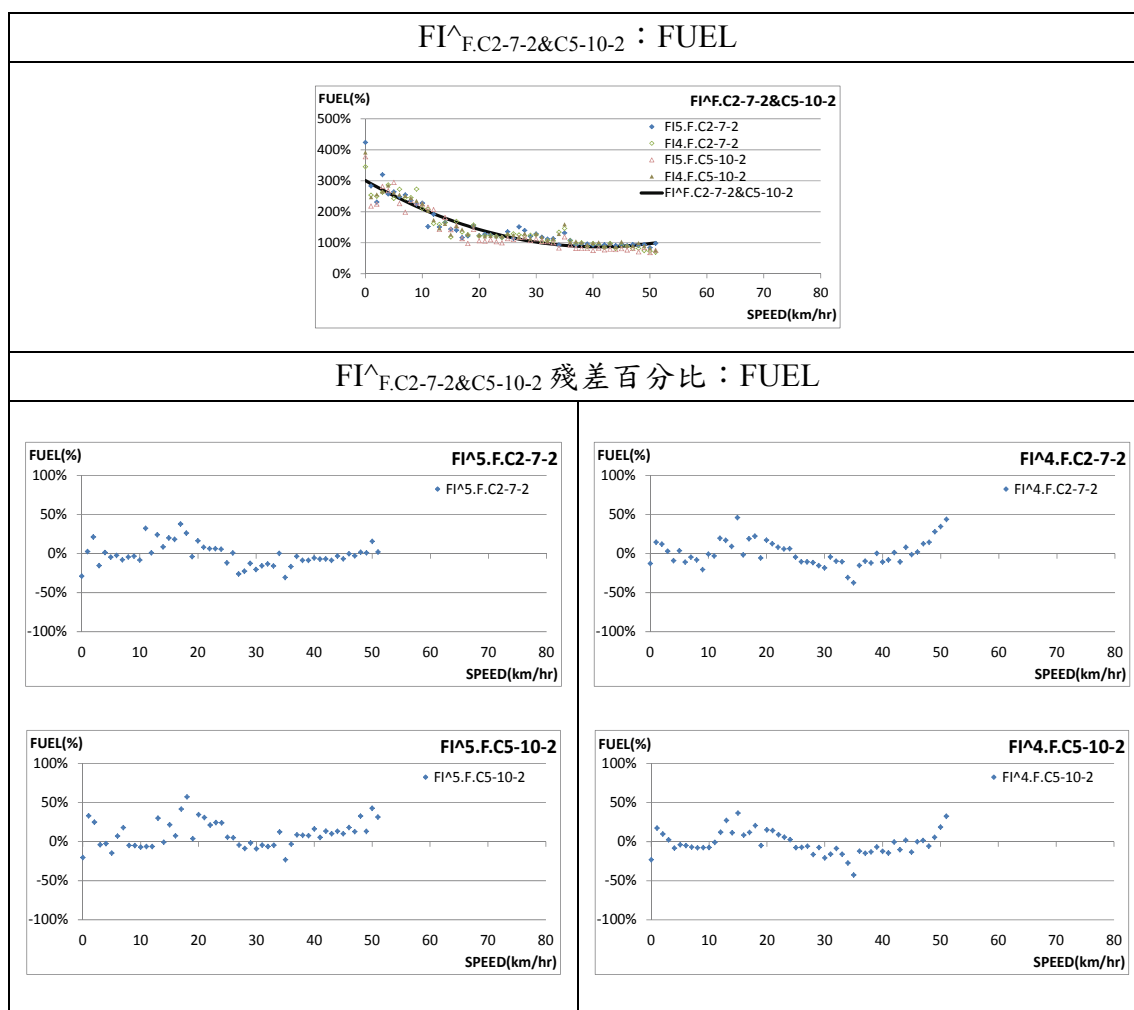 FI^F.C2-7-2&C5-10-2：FUEL
FUEL(%)
FI^F.C2-7-2&C5-10-2
500%
400%
300%
200%
100%
0%
FI5.F.C2-7-2
FI4.F.C2-7-2
FI5.F.C5-10-2
FI4.F.C5-10-2
FI^F.C2-7-2&C5-10-2
0 10 20 30 40 50 60 70 80
SPEED(km/hr)
FI^F.C2-7-2&C5-10-2 殘差百分比：FUEL
FUEL(%)
FI^5.F.C2-7-2
100%
50%
0%
-50%
-100%
FI^5.F.C2-7-2
0 10 20 30 40 50 60 70 80
SPEED(km/hr)
FUEL(%)
FI^4.F.C2-7-2
100%
50%
0%
-50%
-100%
FI^4.F.C2-7-2
0 10 20 30 40 50 60 70 80
SPEED(km/hr)
FUEL(%)
FI^5.F.C5-10-2
100%
50%
0%
-50%
-100%
FI^5.F.C5-10-2
0 10 20 30 40 50 60 70 80
SPEED(km/hr)
FUEL(%)
FI^4.F.C5-10-2
100%
50%
0%
-50%
-100%
FI^4.F.C5-10-2
0 10 20 30 40 50 60 70 80
SPEED(km/hr)